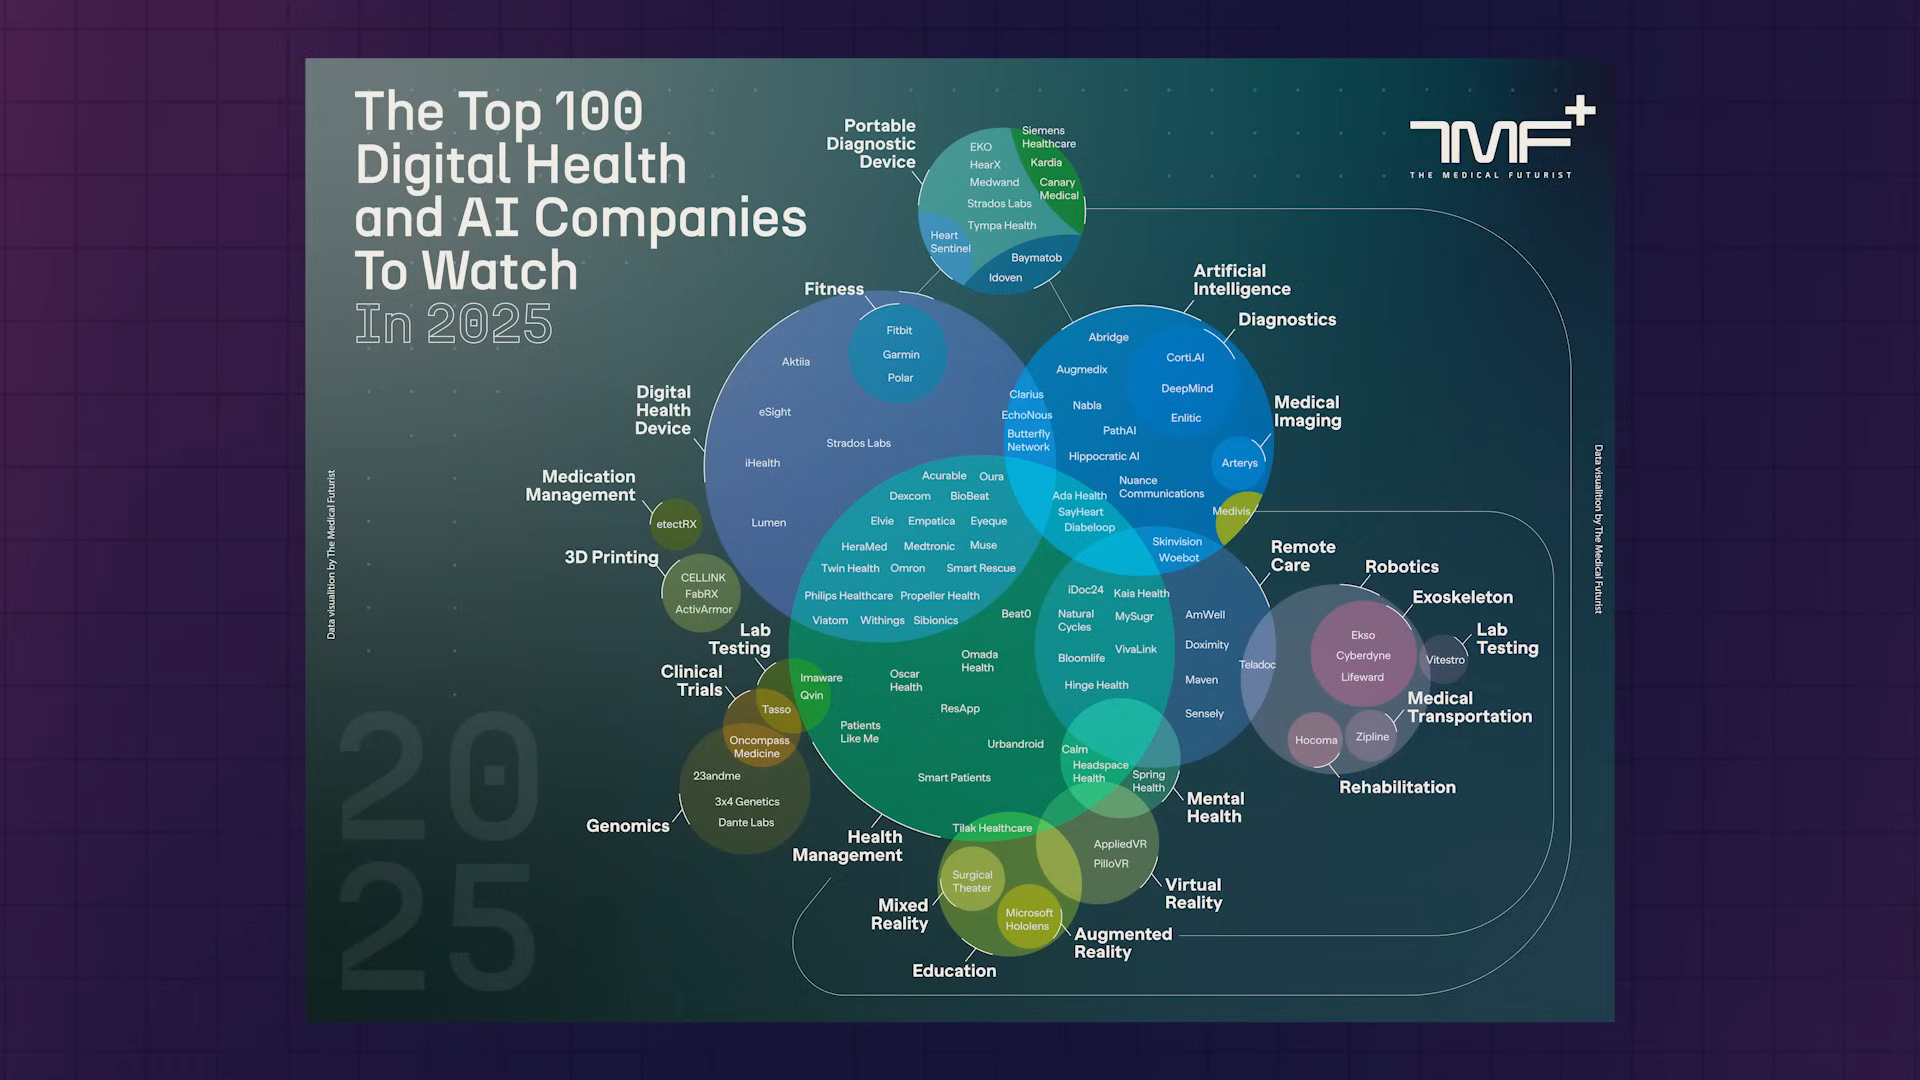 The Top 100
Digital Health
and AI Companies
To Watch
In 2025
TMF+
THE MEDICAL FUTURIST
Portable
Diagnostic
Device
EKO
HearX
Medwand
Strados Labs
Tympa Health
Siemens
Healthcare
Kardia
Canary
Medical
Heart
Sentinel
Baymatob
Idoven
Fitness
Fitbit
Garmin
Polar
Digital
Health
Device
Aktiia
eSight
Strados Labs
iHealth
Lumen
Artificial
Intelligence
Diagnostics
Abridge
Augmedix
Nabla
PathAI
Hippocratic AI
Nuance
Communications
Corti.AI
DeepMind
Enlitic
Medical
Imaging
Arterys
Medivis
Clarius
EchoNous
Butterfly
Network
Acurable Oura
Dexcom BioBeat
Elvie Empatica Eyeque
HeraMed Medtronic Muse
Twin Health Omron Smart Rescue
Philips Healthcare Propeller Health
Viatom Withings Sibionics
Ada Health
SayHeart
Diabeloop
Skinvision
Woebot
Medication
Management
etectRX
3D Printing
CELLINK
FabRX
ActivArmor
Lab
Testing
Imaware
Qvin
Clinical
Trials
Tasso
Oncompass
Medicine
23andme
3x4 Genetics
Dante Labs
Genomics
Beat0
Omada
Health
Oscar
Health
ResApp
Patients
Like Me
Urbandroid
Smart Patients
Health
Management
iDoc24
Kaia Health
Natural
Cycles
MySugr
Bloomlife
VivaLink
Hinge Health
Remote
Care
AmWell
Doximity
Maven
Sensely
Teladoc
Robotics
Exoskeleton
Ekso
Cyberdyne
Lifeward
Lab
Testing
Vitestro
Medical
Transportation
Zipline
Hocoma
Rehabilitation
Calm
Headspace
Health
Spring
Health
Mental
Health
AppliedVR
PilloVR
Virtual
Reality
Tilak Healthcare
Surgical
Theater
Mixed
Reality
Microsoft
Hololens
Augmented
Reality
Education
20
25
Data visualition by The Medical Futurist
Data visualition by The Medical Futurist